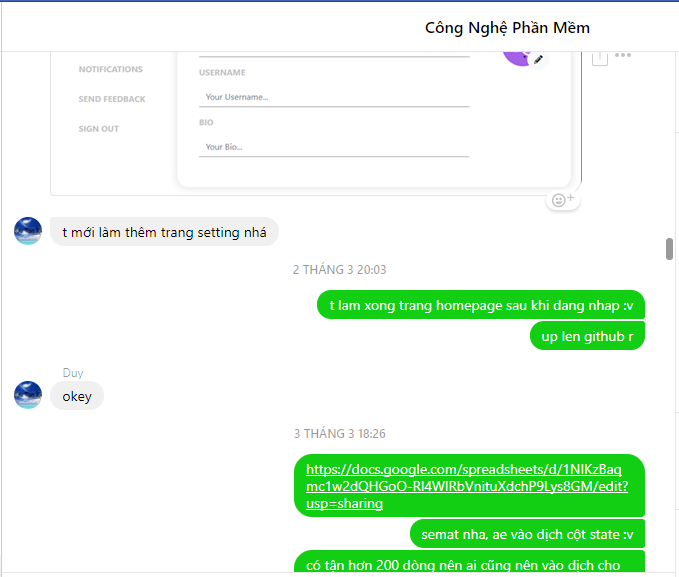 Công Nghệ Phần Mềm
NOTIFICATIONS
SEND FEEDBACK
SIGN OUT
USERNAME
Your Username...
BIO
Your Bio...
t mới làm thêm trang setting nhá
2 THÁNG 3 20:03
t lam xong trang homepage sau khi dang nhap :v
up len github r
Duy
okey
3 THÁNG 3 18:26
https://docs.google.com/spreadsheets/d/1NlKzBaq
mc1w2dQHGoO-Rl4WlRbVnituXdchP9Lys8GM/edit?
usp=sharing
semat nha, ae vào dịch cột state :v
có tận hơn 200 dòng nên ai cũng nên vào dịch cho